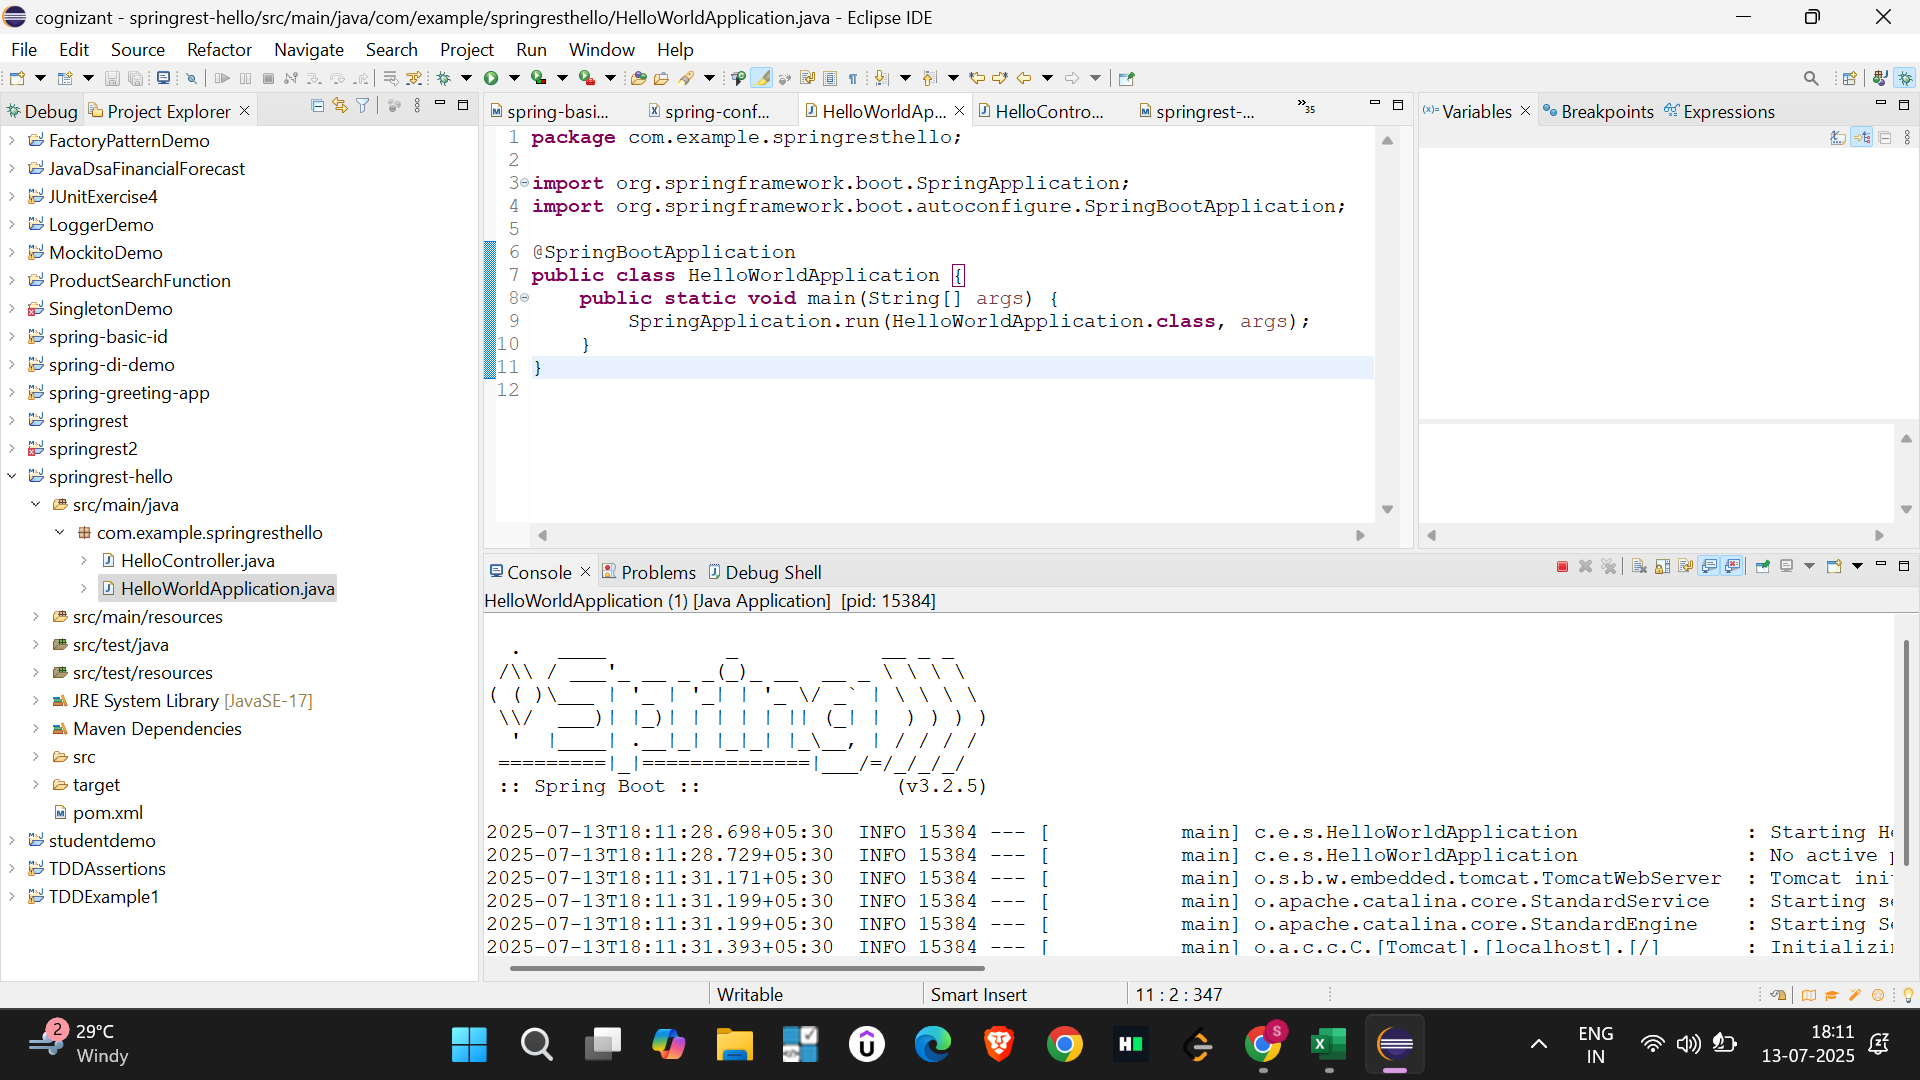 cognizant - springrest-hello/src/main/java/com/example/springresthello/HelloWorldApplication.java - Eclipse IDE
File Edit Source Refactor Navigate Search Project Run Window Help
Debug Project Explorer
FactoryPatternDemo
JavaDsaFinancialForecast
JUnitExercise4
LoggerDemo
MockitoDemo
ProductSearchFunction
SingletonDemo
spring-basic-id
spring-di-demo
spring-greeting-app
springrest
springrest2
springrest-hello
src/main/java
com.example.springresthello
HelloController.java
HelloWorldApplication.java
src/main/resources
src/test/java
src/test/resources
JRE System Library [JavaSE-17]
Maven Dependencies
src
target
pom.xml
studentdemo
TDDAssertions
TDDExample1
spring-basi... spring-conf... HelloWorldAp... HelloContro... springrest-... »35
1 package com.example.springresthello;
2
3 import org.springframework.boot.SpringApplication;
4 import org.springframework.boot.autoconfigure.SpringBootApplication;
5
6 @SpringBootApplication
7 public class HelloWorldApplication {
8 public static void main(String[] args) {
9 SpringApplication.run(HelloWorldApplication.class, args);
10 }
11 }
12
(x)= Variables Breakpoints Expressions
Console Problems Debug Shell
HelloWorldApplication (1) [Java Application] [pid: 15384]
  .   ____          _            __ _ _
 /\\ / ___'_ __ _ _(_)_ __  __ _ \ \ \ \
( ( )\___ | '_ | '_| | '_ \/ _` | \ \ \ \
 \\/  ___)| |_)| | | | | || (_| |  ) ) ) )
  '  |____| .__|_| |_|_| |_\__, | / / / /
 =========|_|==============|___/=/_/_/_/
:: Spring Boot :: (v3.2.5)
2025-07-13T18:11:28.698+05:30 INFO 15384 --- [ main] c.e.s.HelloWorldApplication : Starting He
2025-07-13T18:11:28.729+05:30 INFO 15384 --- [ main] c.e.s.HelloWorldApplication : No active p
2025-07-13T18:11:31.171+05:30 INFO 15384 --- [ main] o.s.b.w.embedded.tomcat.TomcatWebServer : Tomcat init
2025-07-13T18:11:31.199+05:30 INFO 15384 --- [ main] o.apache.catalina.core.StandardService : Starting se
2025-07-13T18:11:31.199+05:30 INFO 15384 --- [ main] o.apache.catalina.core.StandardEngine : Starting Se
2025-07-13T18:11:31.393+05:30 INFO 15384 --- [ main] o.a.c.c.C.[Tomcat].[localhost].[/] : Initializin
Writable Smart Insert 11 : 2 : 347
2
29°C
Windy
H
S
ENG
IN
18:11
13-07-2025